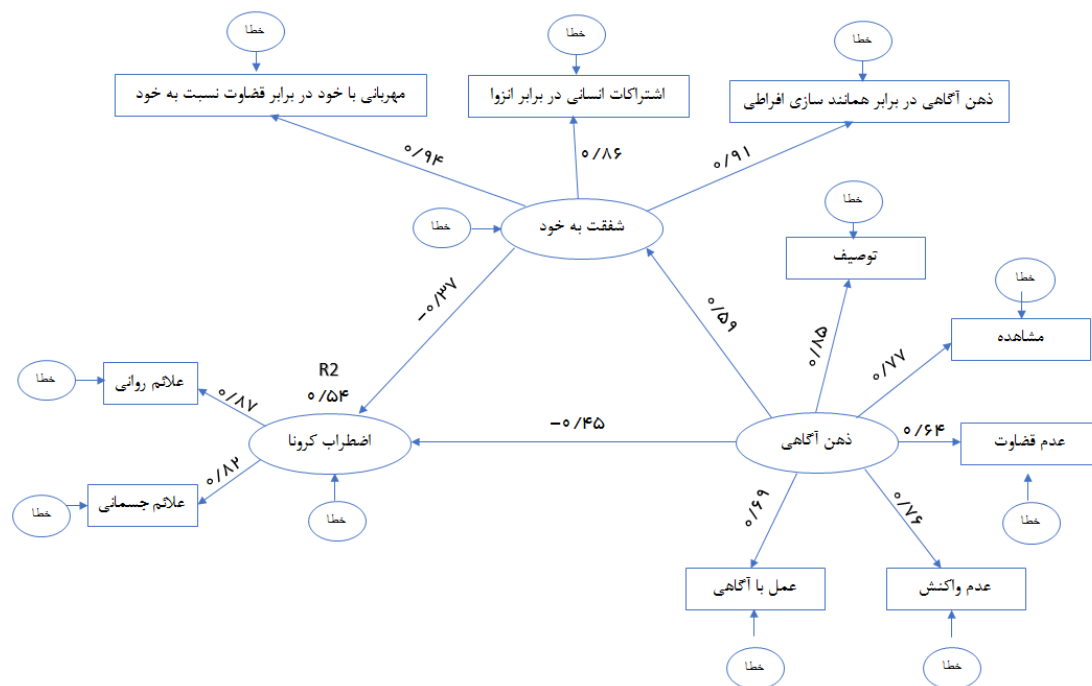 خطا
خطا
خطا
مهربانی با خود در برابر قضاوت نسبت به خود
اشتراکات انسانی در برابر انزوا
ذهن آگاهی در برابر همانند سازی افراطی
۰/۹۴
۰/۸۶
۰/۹۱
خطا
شفقت به خود
خطا
توصیف
خطا
مشاهده
-۰/۳۷
۰/۵۹
۰/۸۵
۰/۷۷
خطا
علائم روانی
۰/۸۷
R2
۰/۵۴
اضطراب کرونا
-۰/۴۵
ذهن آگاهی
۰/۶۴
عدم قضاوت
خطا
علائم جسمانی
۰/۸۲
خطا
خطا
۰/۶۹
۰/۷۶
عمل با آگاهی
عدم واکنش
خطا
خطا